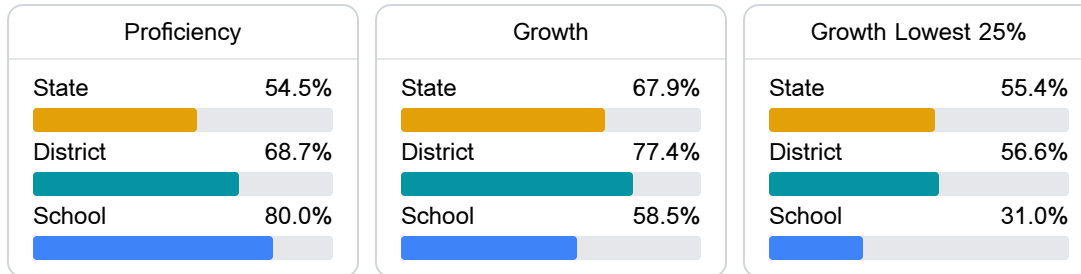 Proficiency
State 54.5%
District 68.7%
School 80.0%
Growth
State 67.9%
District 77.4%
School 58.5%
Growth Lowest 25%
State 55.4%
District 56.6%
School 31.0%